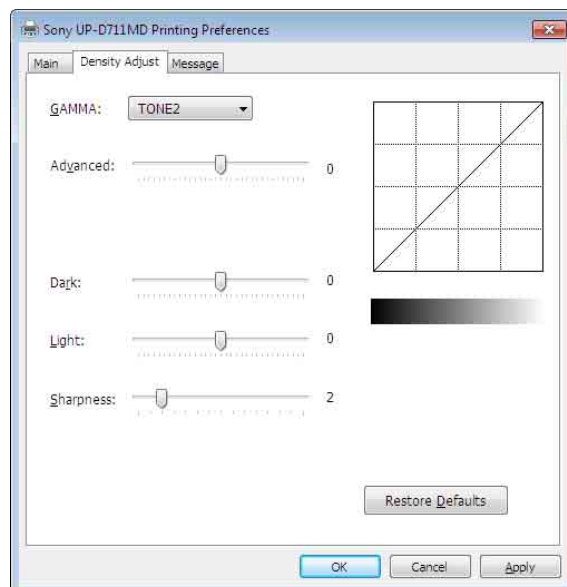 Sony UP-D711MD Printing Preferences
Main Density Adjust Message
GAMMA: TONE2
Advanced: 0
Dark: 0
Light: 0
Sharpness: 2
Restore Defaults
OK Cancel Apply